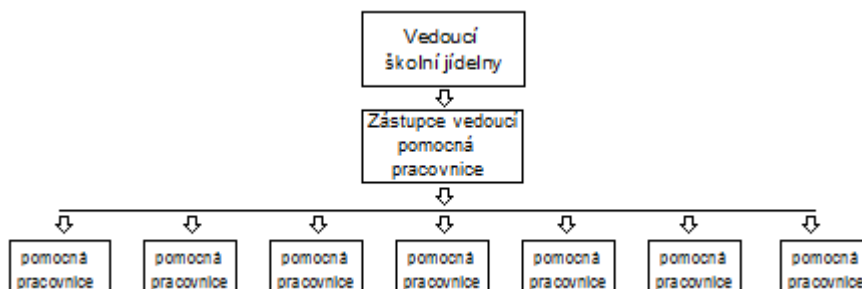 Vedoucí
školní jídelny
Zástupce vedoucí
pomocná
pracovnice
pomocná
pracovnice
pomocná
pracovnice
pomocná
pracovnice
pomocná
pracovnice
pomocná
pracovnice
pomocná
pracovnice
pomocná
pracovnice